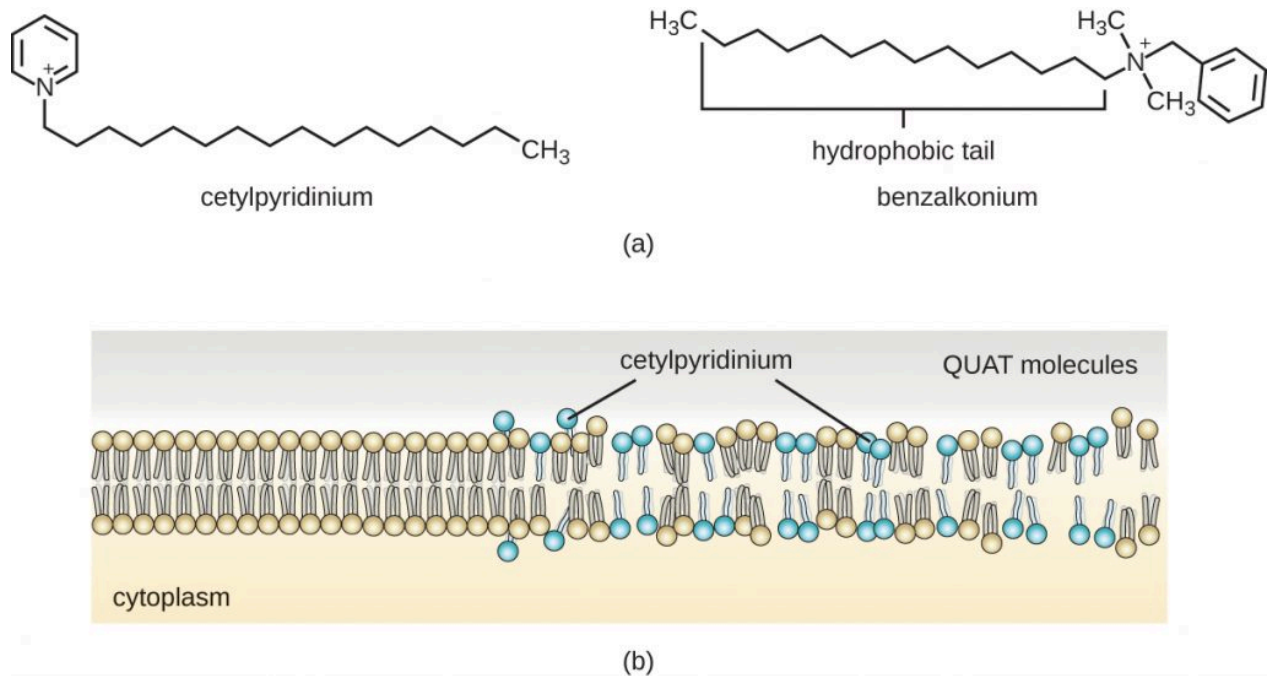 N+
CH₃
cetylpyridinium
H₃C
H₃C
N+
CH₃
hydrophobic tail
benzalkonium
(a)
cetylpyridinium
QUAT molecules
cytoplasm
(b)